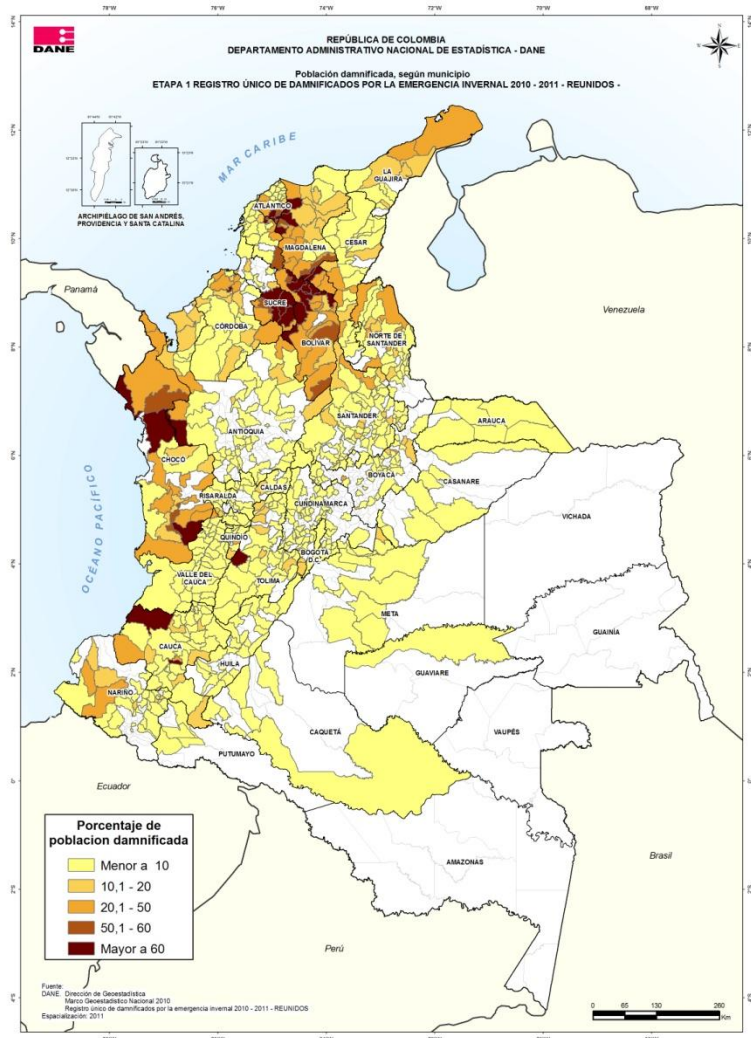 DANE
REPÚBLICA DE COLOMBIA
DEPARTAMENTO ADMINISTRATIVO NACIONAL DE ESTADÍSTICA - DANE
Población damnificada, según municipio
ETAPA 1 REGISTRO ÚNICO DE DAMNIFICADOS POR LA EMERGENCIA INVERNAL 2010 - 2011 - REUNIDOS -
MAR CARIBE
ARCHIPIÉLAGO DE SAN ANDRÉS,
PROVIDENCIA Y SANTA CATALINA
LA
GUAJIRA
ATLÁNTICO
MAGDALENA
CESAR
Panamá
SUCRE
Venezuela
CÓRDOBA
BOLÍVAR
NORTE DE
SANTANDER
SANTANDER
ARAUCA
ANTIOQUIA
CHOCÓ
BOYACÁ
CASANARE
RISARALDA
CALDAS
CUNDINAMARCA
VICHADA
OCÉANO PACÍFICO
QUINDIO
BOGOTÁ
D.C.
VALLE DEL
CAUCA
TOLIMA
META
GUAINÍA
CAUCA
HUILA
GUAVIARE
NARIÑO
CAQUETÁ
VAUPÉS
PUTUMAYO
Ecuador
AMAZONAS
Brasil
Perú
Porcentaje de
poblacion damnificada
Menor a 10
10,1 - 20
20,1 - 50
50,1 - 60
Mayor a 60
Fuente:
DANE: Dirección de Geoestadística
Marco Geoestadístico Nacional 2010
Registro único de damnificados por la emergencia invernal 2010 - 2011 - REUNIDOS
Espacialización: 2011
0 65 130 260
Km